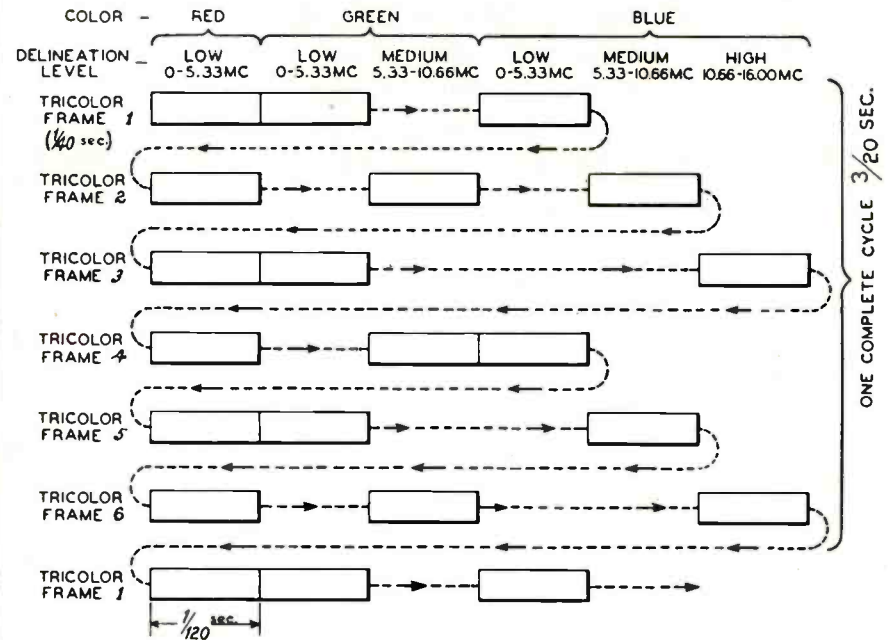 COLOR – RED GREEN BLUE
DELINEATION LEVEL – LOW 0-5.33MC LOW 0-5.33MC MEDIUM 5.33-10.66MC LOW 0-5.33MC MEDIUM 5.33-10.66MC HIGH 10.66-16.00MC
TRICOLOR
FRAME 1
(1/40 sec.)
TRICOLOR
FRAME 2
TRICOLOR
FRAME 3
TRICOLOR
FRAME 4
TRICOLOR
FRAME 5
TRICOLOR
FRAME 6
TRICOLOR
FRAME 1
1/120 sec.
ONE COMPLETE CYCLE 3/20 SEC.